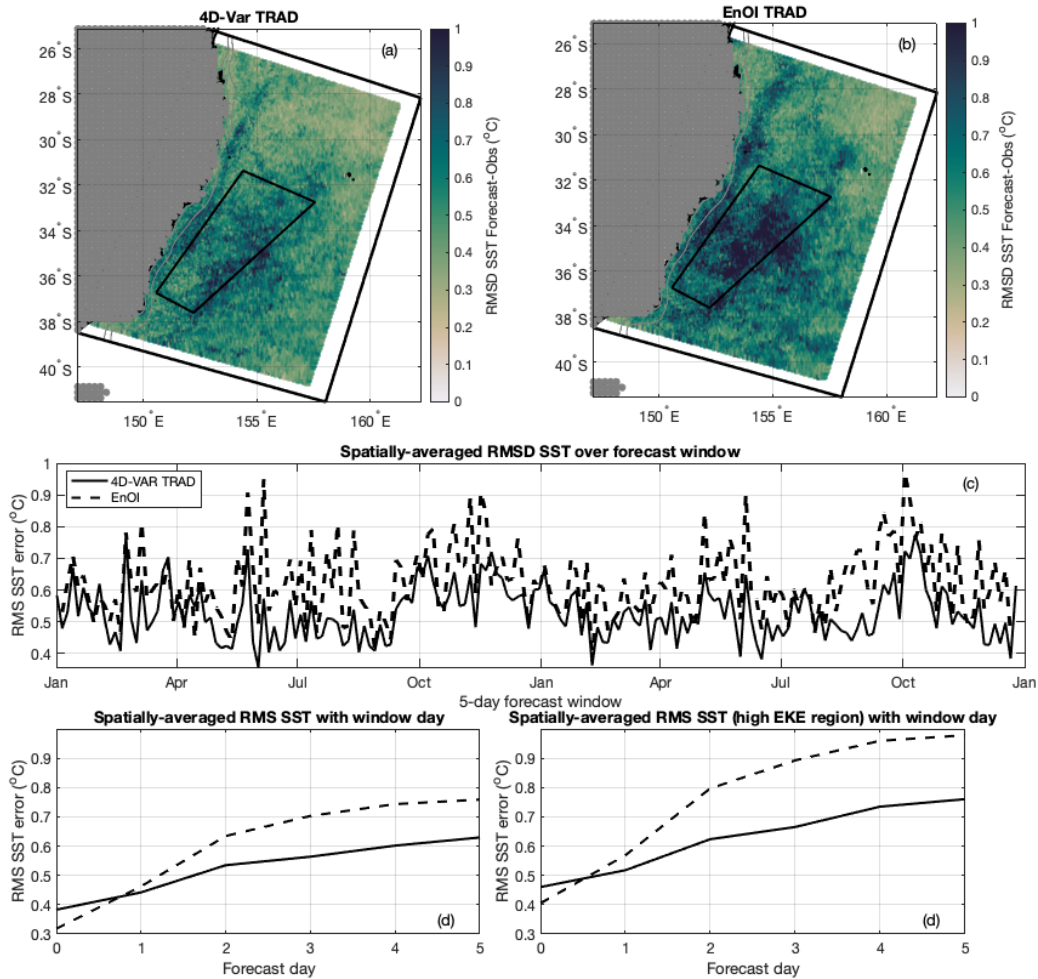 4D-Var TRAD
26°S
28°S
30°S
32°S
34°S
36°S
38°S
40°S
150°E
155°E
160°E
(a)
1
0.9
0.8
0.7
0.6
0.5
0.4
0.3
0.2
0.1
0
RMSD SST Forecast-Obs (°C)
EnOI TRAD
26°S
28°S
30°S
32°S
34°S
36°S
38°S
40°S
150°E
155°E
160°E
(b)
1
0.9
0.8
0.7
0.6
0.5
0.4
0.3
0.2
0.1
0
RMSD SST Forecast-Obs (°C)
Spatially-averaged RMSD SST over forecast window
RMS SST error (°C)
1
0.9
0.8
0.7
0.6
0.5
0.4
4D-VAR TRAD
EnOI
(c)
Jan Apr Jul Oct Jan Apr Jul Oct Jan
5-day forecast window
Spatially-averaged RMS SST with window day
RMS SST error (°C)
0.9
0.8
0.7
0.6
0.5
0.4
0.3
(d)
0 1 2 3 4 5
Forecast day
Spatially-averaged RMS SST (high EKE region) with window day
RMS SST error (°C)
0.9
0.8
0.7
0.6
0.5
0.4
0.3
(d)
0 1 2 3 4 5
Forecast day